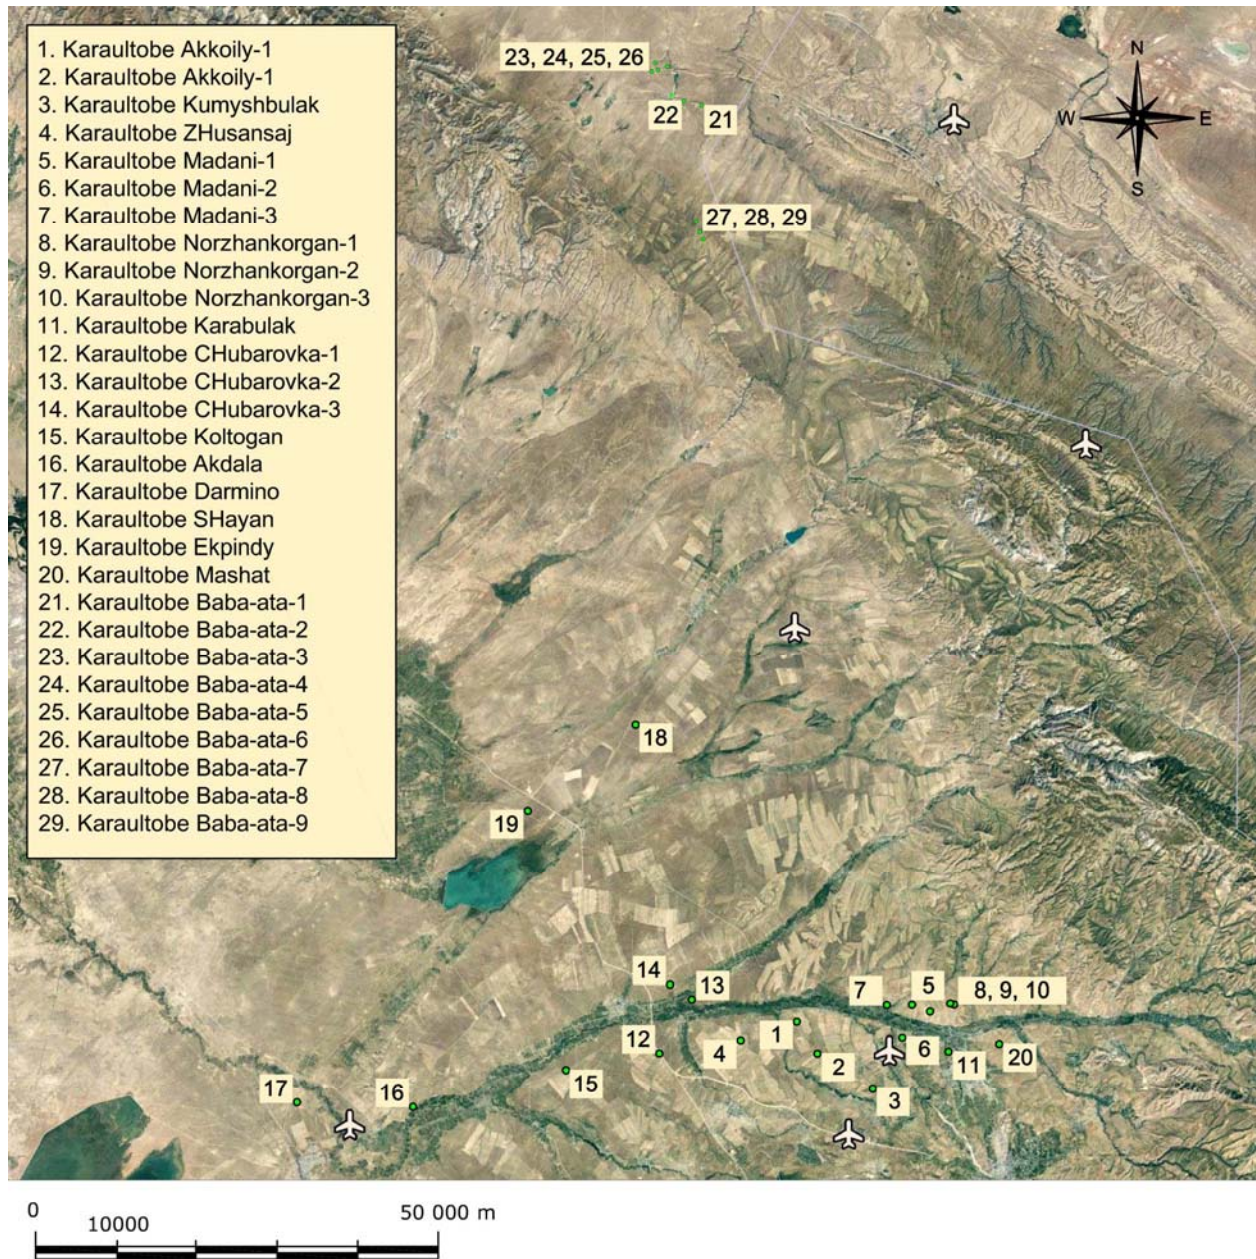 1. Karaultobe Akkoily-1
2. Karaultobe Akkoily-1
3. Karaultobe Kumyshbulak
4. Karaultobe ZHusansaj
5. Karaultobe Madani-1
6. Karaultobe Madani-2
7. Karaultobe Madani-3
8. Karaultobe Norzhankorgan-1
9. Karaultobe Norzhankorgan-2
10. Karaultobe Norzhankorgan-3
11. Karaultobe Karabulak
12. Karaultobe CHubarovka-1
13. Karaultobe CHubarovka-2
14. Karaultobe CHubarovka-3
15. Karaultobe Koltogan
16. Karaultobe Akdala
17. Karaultobe Darmino
18. Karaultobe SHayan
19. Karaultobe Ekpindy
20. Karaultobe Mashat
21. Karaultobe Baba-ata-1
22. Karaultobe Baba-ata-2
23. Karaultobe Baba-ata-3
24. Karaultobe Baba-ata-4
25. Karaultobe Baba-ata-5
26. Karaultobe Baba-ata-6
27. Karaultobe Baba-ata-7
28. Karaultobe Baba-ata-8
29. Karaultobe Baba-ata-9
23, 24, 25, 26
22
21
N
W
E
S
27, 28, 29
18
19
14
13
7
5
8, 9, 10
12
4
1
2
6
11
20
15
3
17
16
0
10000
50 000 m